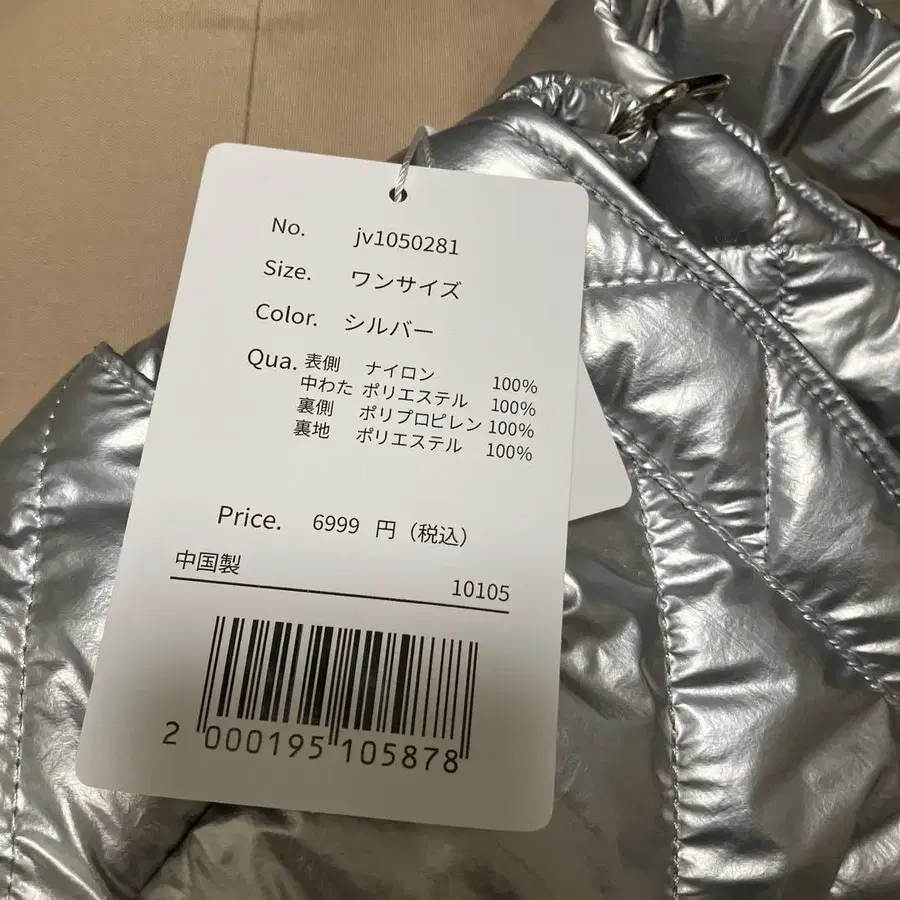 No. jv1050281
Size. ワンサイズ
Color. シルバー
Qua. 表側 ナイロン 100%
中わた ポリエステル 100%
裏側 ポリプロピレン 100%
裏地 ポリエステル 100%
Price. 6999 円（税込）
中国製
10105
2 000195 105878